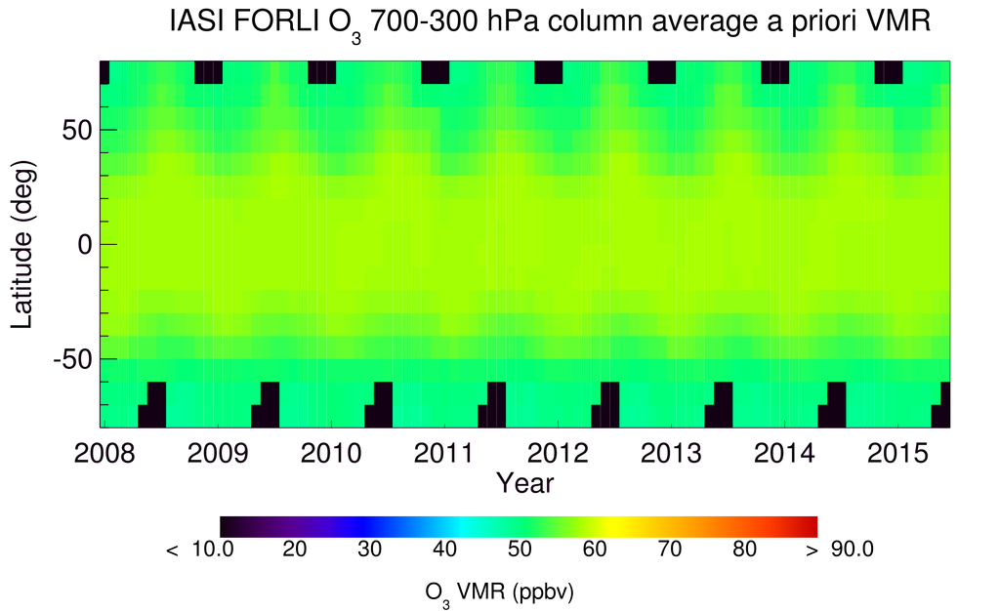 IASI FORLI O₃ 700-300 hPa column average a priori VMR
Latitude (deg)
50
0
-50
2008 2009 2010 2011 2012 2013 2014 2015
Year
< 10.0 20 30 40 50 60 70 80 > 90.0
O₃ VMR (ppbv)